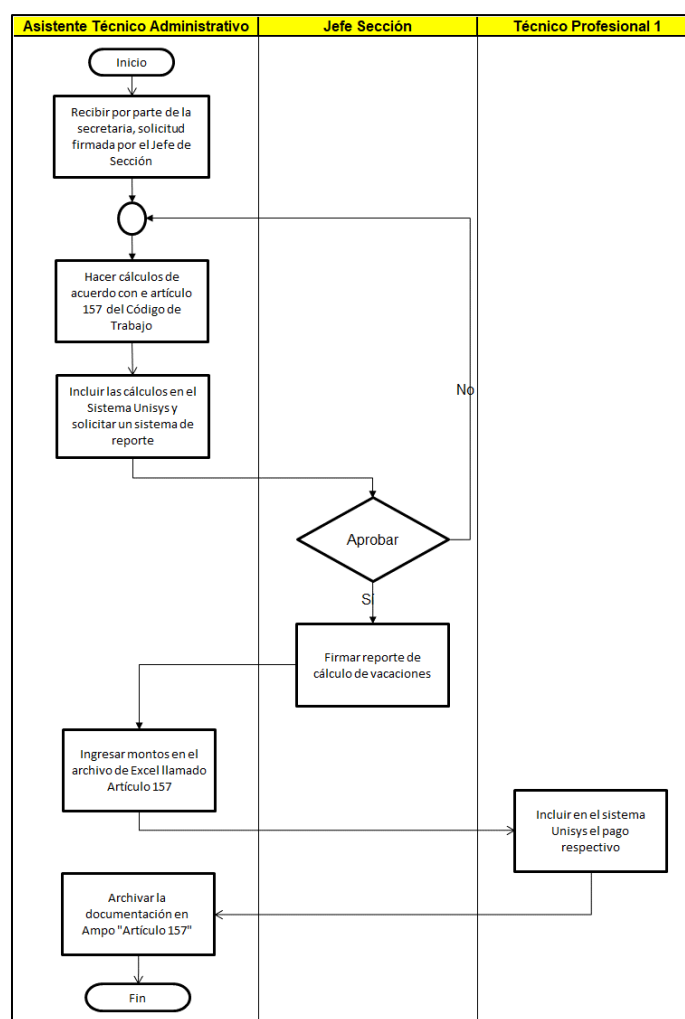 Asistente Técnico Administrativo
Jefe Sección
Técnico Profesional 1
Inicio
Recibir por parte de la
secretaria, solicitud
firmada por el Jefe de
Sección
Hacer cálculos de
acuerdo con e artículo
157 del Código de
Trabajo
Incluir las cálculos en el
Sistema Unisys y
solicitar un sistema de
reporte
No
Aprobar
Sí
Firmar reporte de
cálculo de vacaciones
Ingresar montos en el
archivo de Excel llamado
Artículo 157
Incluir en el sistema
Unisys el pago
respectivo
Archivar la
documentación en
Ampo "Artículo 157"
Fin